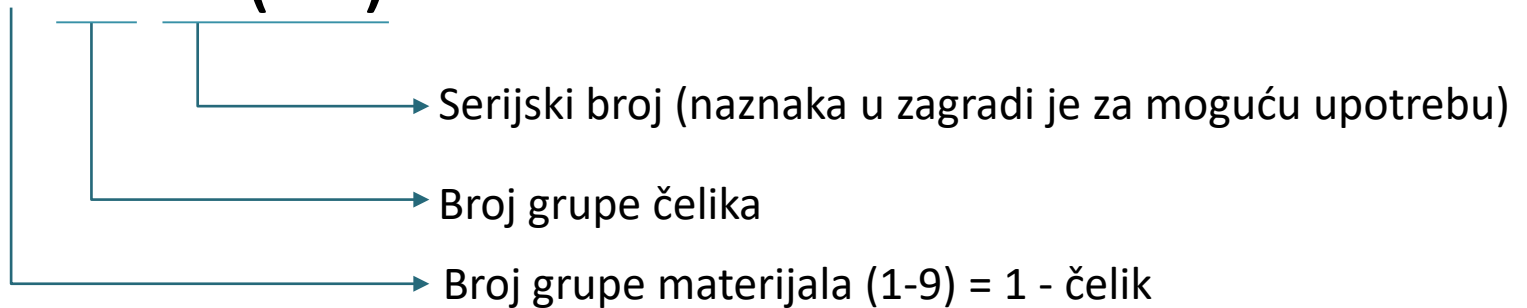 Serijski broj (naznaka u zagradi je za moguću upotrebu)
Broj grupe čelika
Broj grupe materijala (1-9) = 1 - čelik